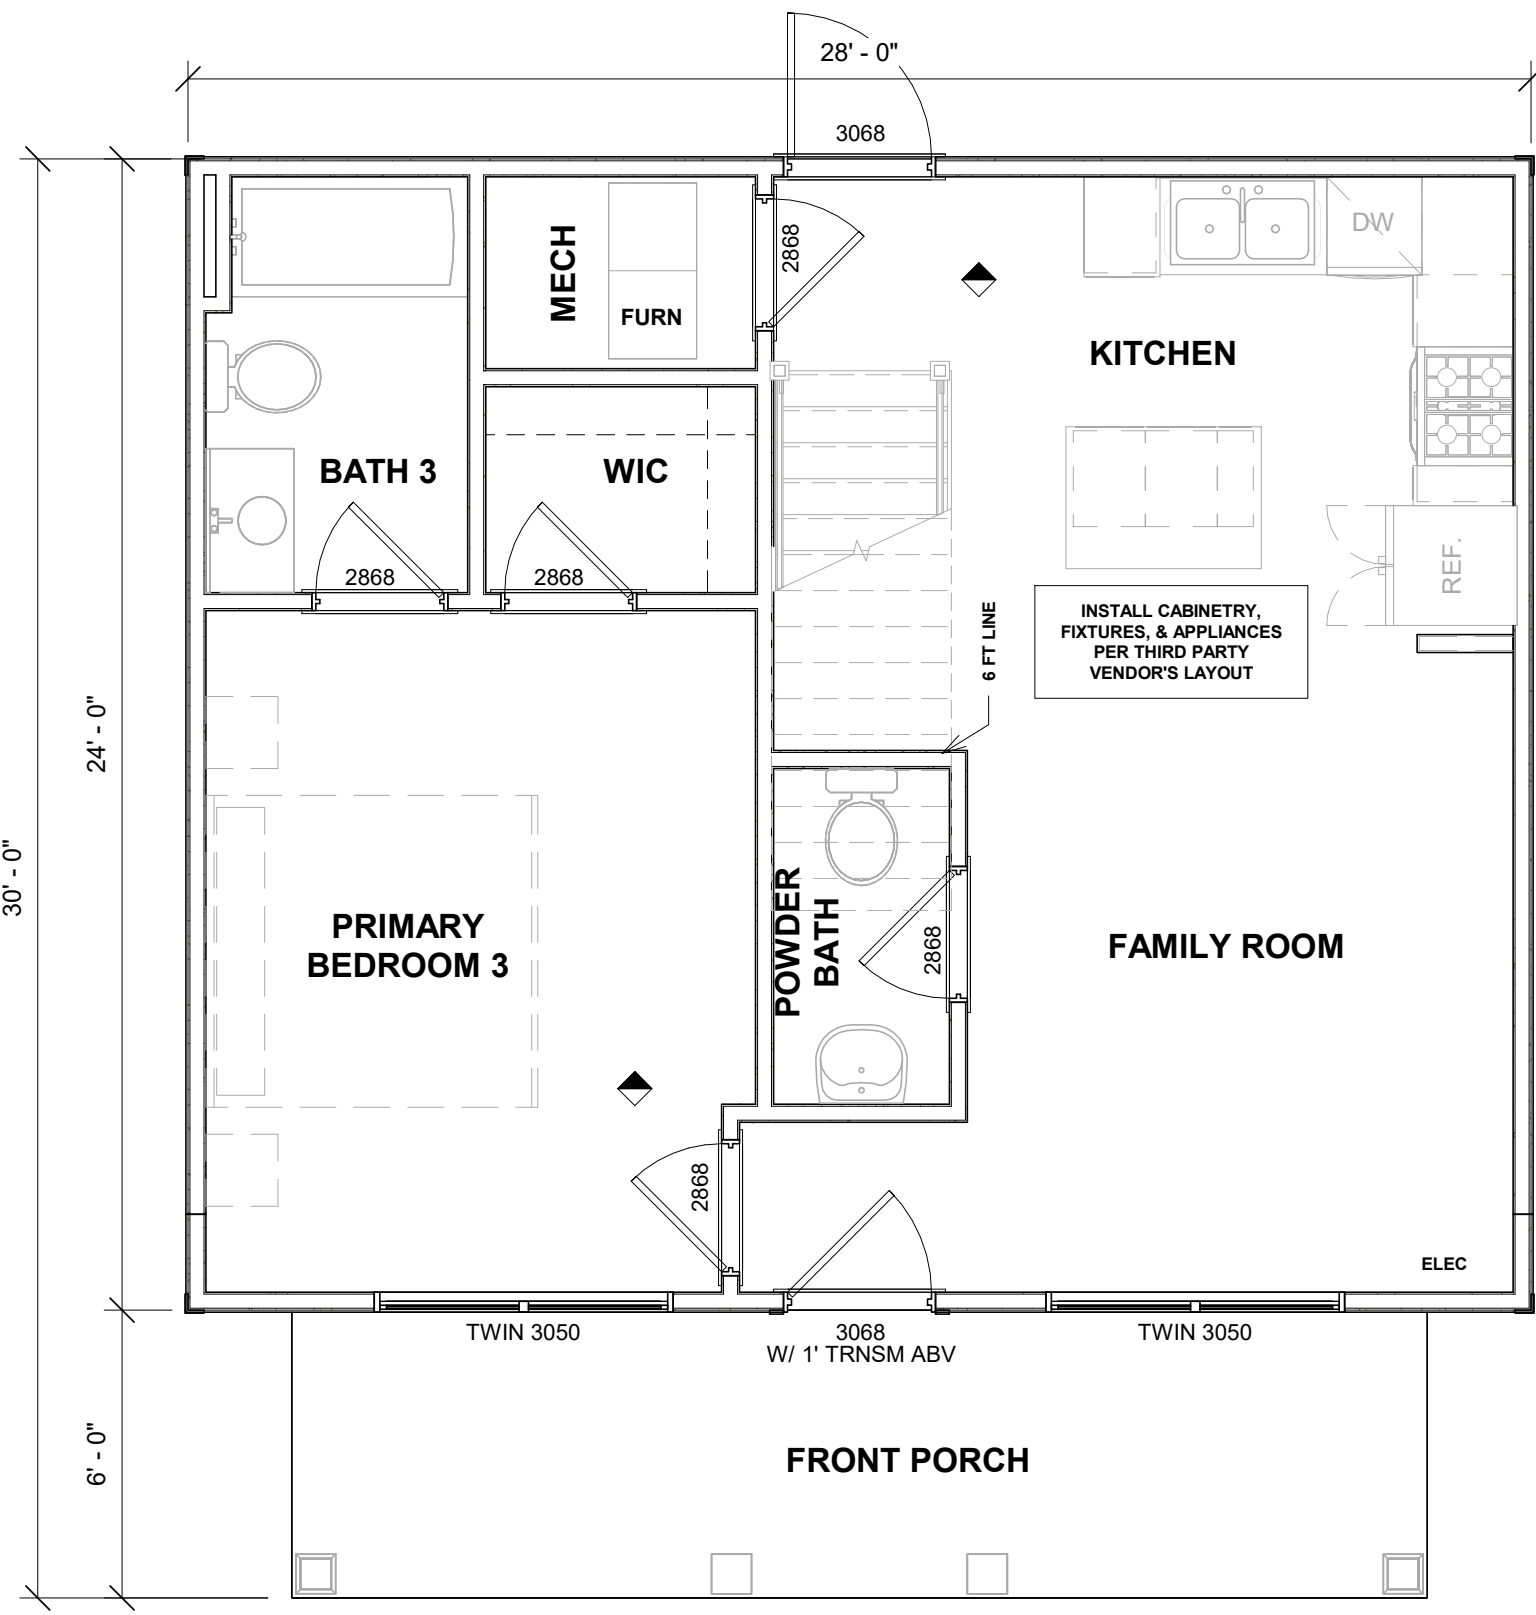 28' - 0"
3068
MECH
2868
DW
FURN
KITCHEN
BATH 3
WIC
REF.
2868
2868
INSTALL CABINETRY,
FIXTURES, & APPLIANCES
PER THIRD PARTY
VENDOR'S LAYOUT
6 FT LINE
24' - 0"
30' - 0"
PRIMARY
BEDROOM 3
POWDER
BATH
2868
FAMILY ROOM
2868
ELEC
TWIN 3050
3068
W/ 1' TRNSM ABV
TWIN 3050
6' - 0"
FRONT PORCH